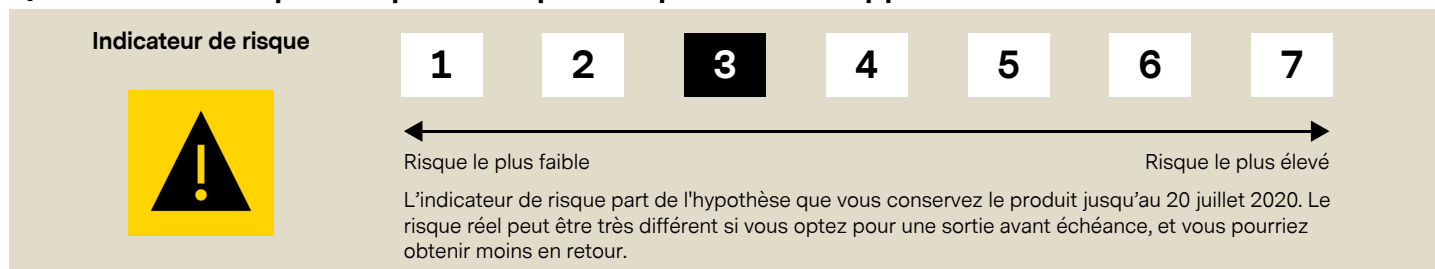 Indicateur de risque
1 2 3 4 5 6 7
Risque le plus faible Risque le plus élevé
L'indicateur de risque part de l'hypothèse que vous conservez le produit jusqu'au 20 juillet 2020. Le
risque réel peut être très différent si vous optez pour une sortie avant échéance, et vous pourriez
obtenir moins en retour.